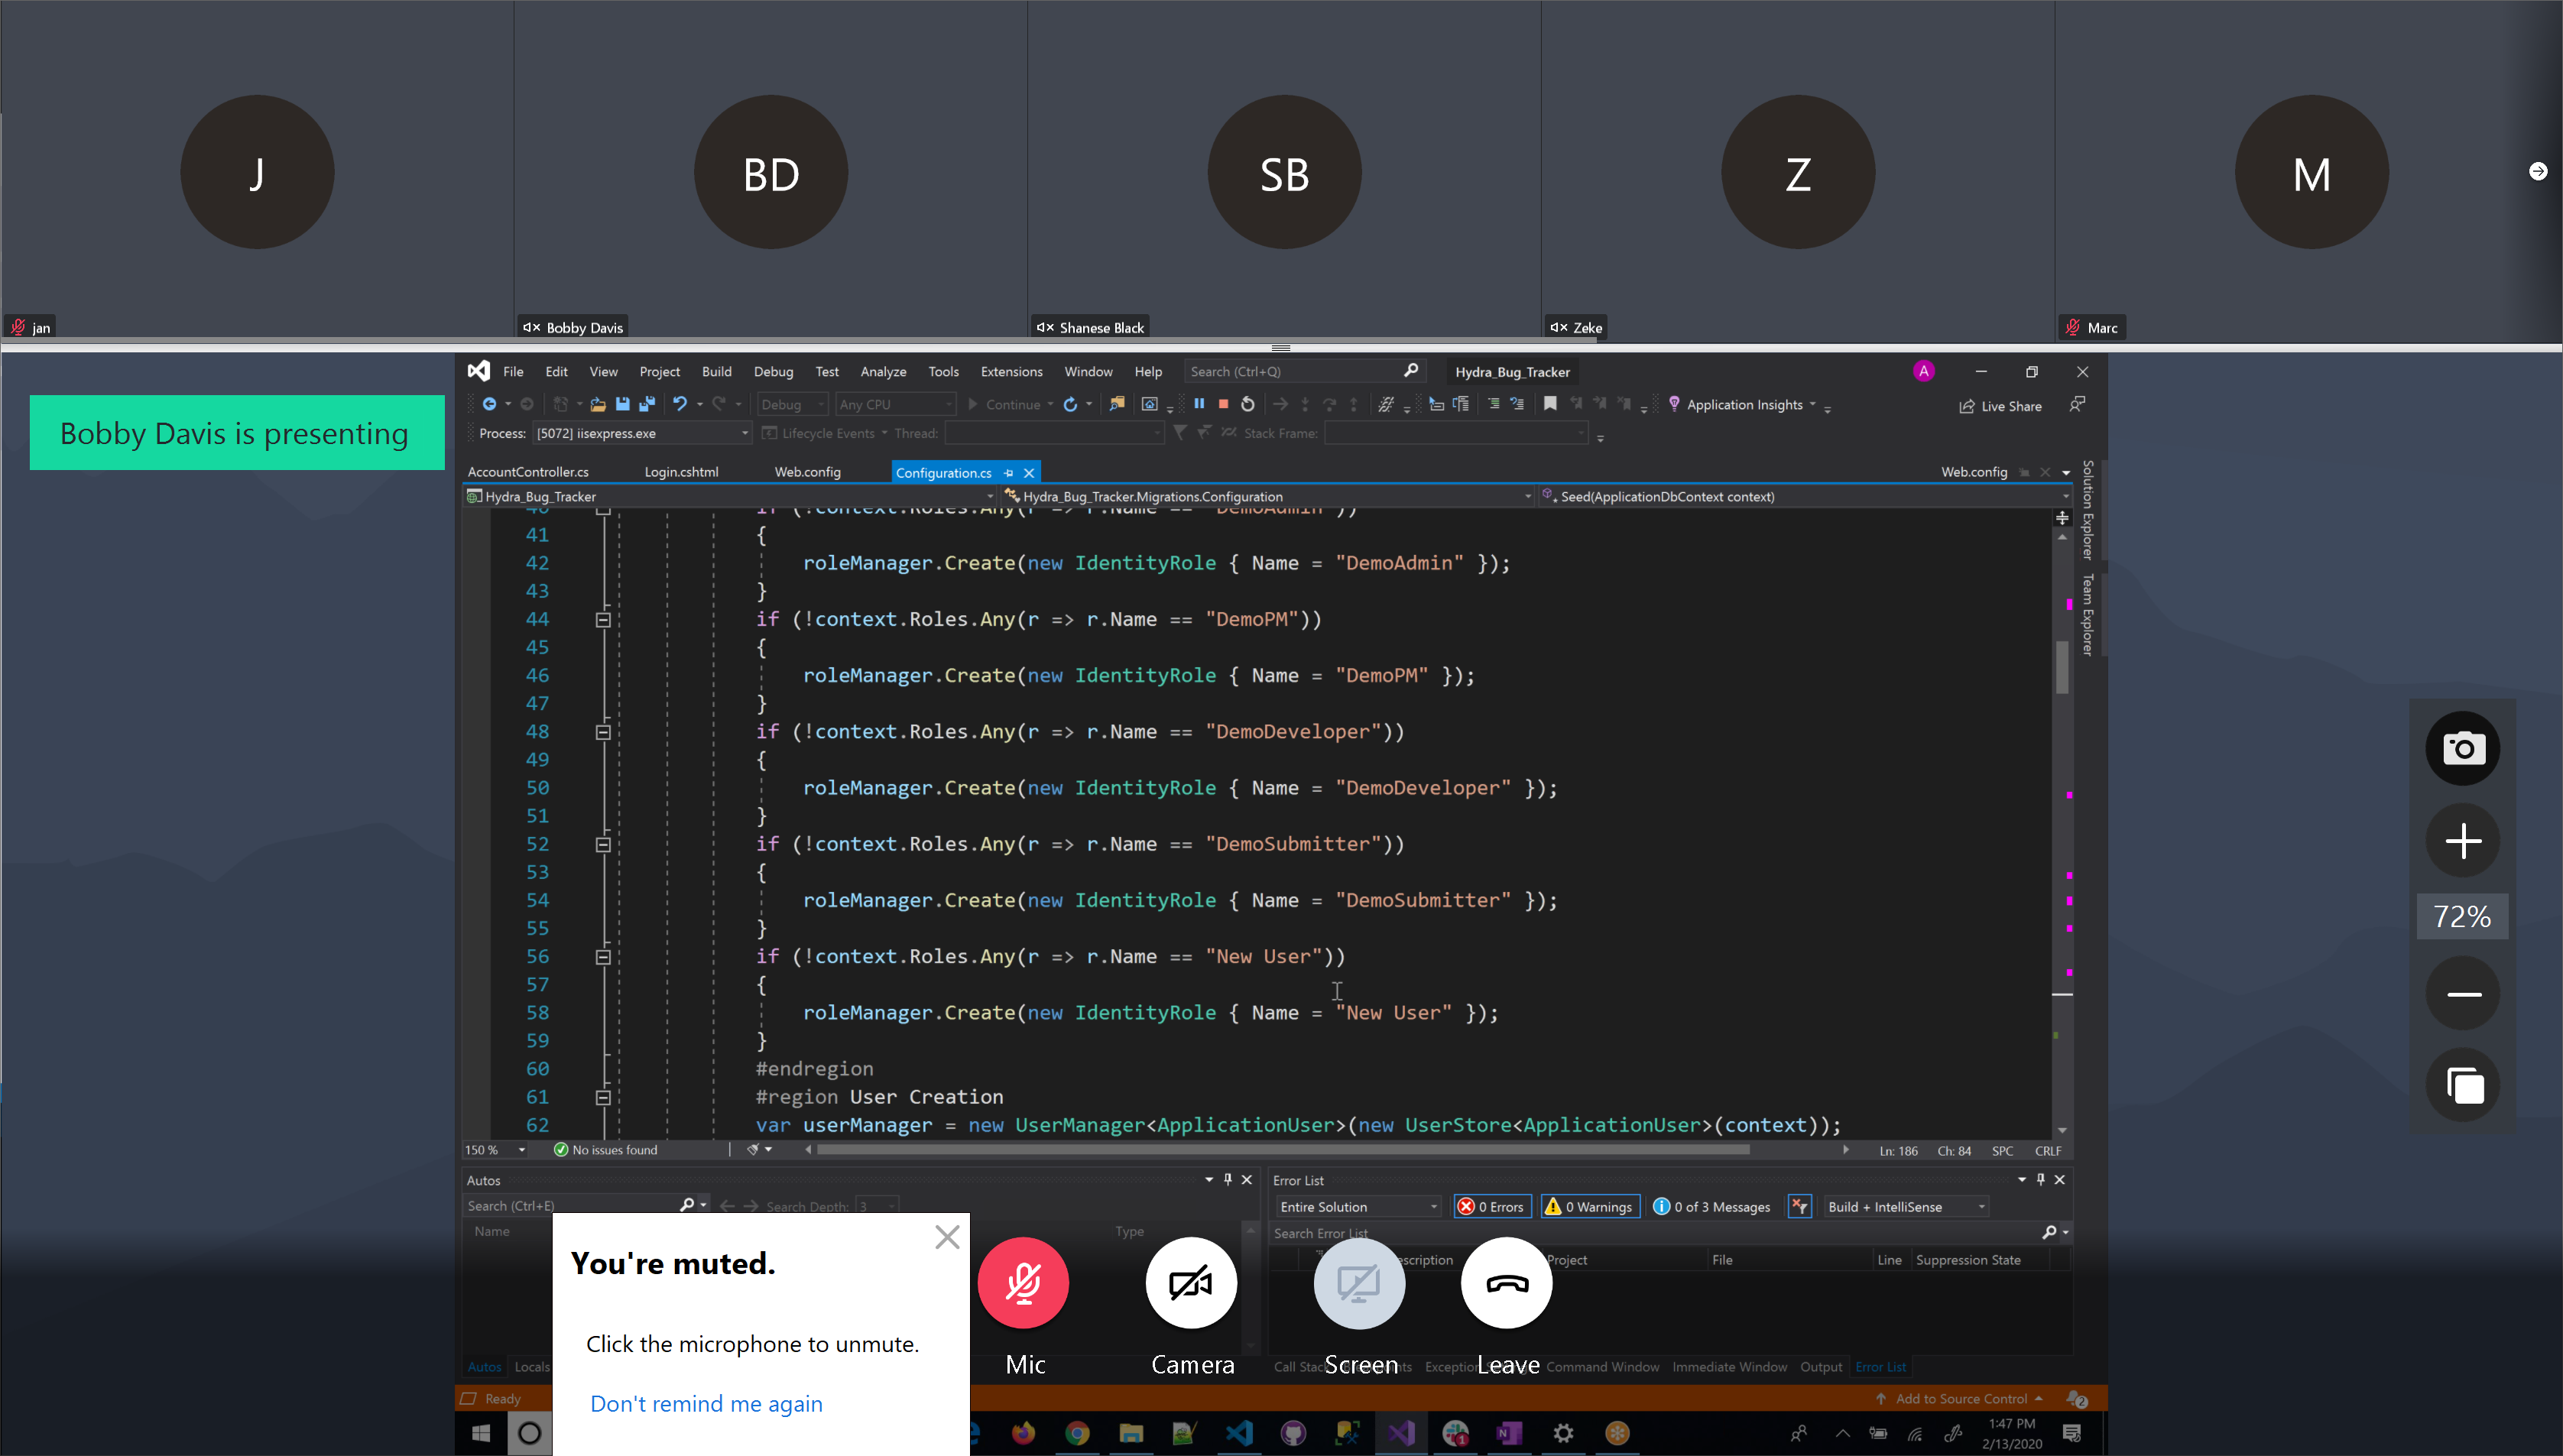 J
BD
SB
Z
M
jan
Bobby Davis
Shanese Black
Zeke
Marc
Bobby Davis is presenting
File Edit View Project Build Debug Test Analyze Tools Extensions Window Help Search (Ctrl+Q) Hydra_Bug_Tracker A
Debug Any CPU Continue Application Insights Live Share
Process: [5072] iisexpress.exe Lifecycle Events Thread: Stack Frame:
AccountController.cs Login.cshtml Web.config Configuration.cs Web.config
Hydra_Bug_Tracker Hydra_Bug_Tracker.Migrations.Configuration Seed(ApplicationDbContext context)
Solution Explorer
Team Explorer
40 if (!context.Roles.Any(r => r.Name == "DemoAdmin"))
41 {
42 roleManager.Create(new IdentityRole { Name = "DemoAdmin" });
43 }
44 if (!context.Roles.Any(r => r.Name == "DemoPM"))
45 {
46 roleManager.Create(new IdentityRole { Name = "DemoPM" });
47 }
48 if (!context.Roles.Any(r => r.Name == "DemoDeveloper"))
49 {
50 roleManager.Create(new IdentityRole { Name = "DemoDeveloper" });
51 }
52 if (!context.Roles.Any(r => r.Name == "DemoSubmitter"))
53 {
54 roleManager.Create(new IdentityRole { Name = "DemoSubmitter" });
55 }
56 if (!context.Roles.Any(r => r.Name == "New User"))
57 {
58 roleManager.Create(new IdentityRole { Name = "New User" });
59 }
60 #endregion
61 #region User Creation
62 var userManager = new UserManager<ApplicationUser>(new UserStore<ApplicationUser>(context));
72%
150 % No issues found Ln: 186 Ch: 84 SPC CRLF
Autos
Search (Ctrl+E) Search Depth: 3
Name Type
Error List
Entire Solution 0 Errors 0 Warnings 0 of 3 Messages Build + IntelliSense
Search Error List
Project File Line Suppression State
You're muted.
Click the microphone to unmute.
Don't remind me again
Mic Camera Screen Leave
Autos Locals
Command Window Immediate Window Output Error List
Ready Add to Source Control 2
1:47 PM
2/13/2020